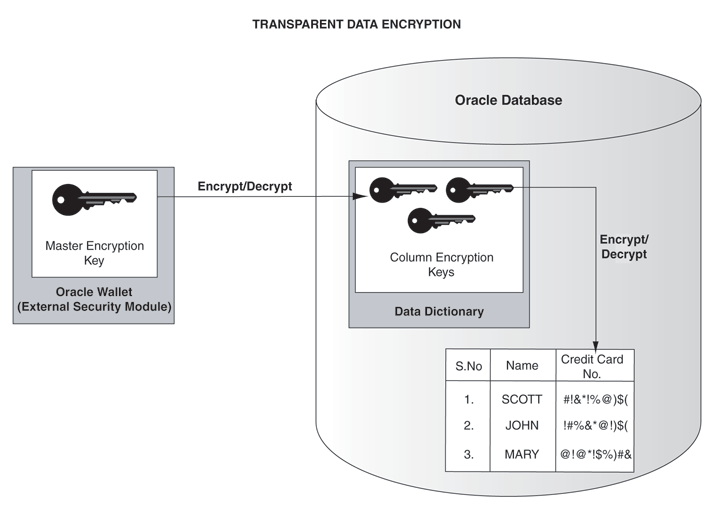 TRANSPARENT DATA ENCRYPTION
Oracle Database
Encrypt/Decrypt
Master Encryption
Key
Oracle Wallet
(External Security Module)
Column Encryption
Keys
Data Dictionary
Encrypt/
Decrypt
S.No Name Credit Card
No.
1. SCOTT #!&*!%@)$(
2. JOHN !#%&*@!)$(
3. MARY @!@*!$%)#&